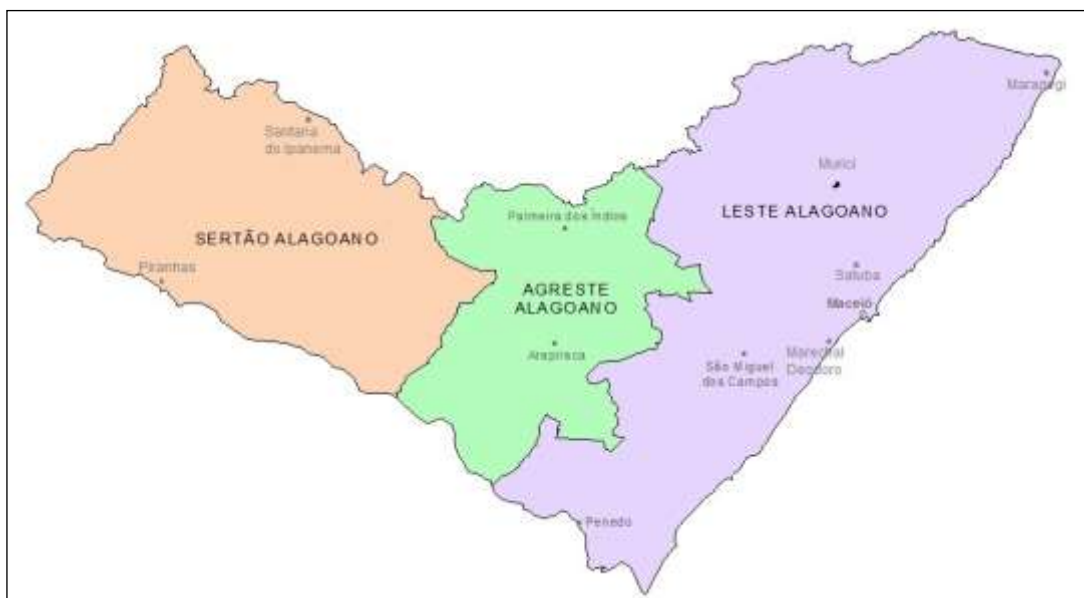 Maragogi
Santana
do Ipanema
Murici
Palmeira dos Índios
LESTE ALAGOANO
SERTÃO ALAGOANO
Piranhas
Satuba
AGRESTE
ALAGOANO
Maceió
Arapiraca
Marechal
Deodoro
São Miguel
dos Campos
Penedo